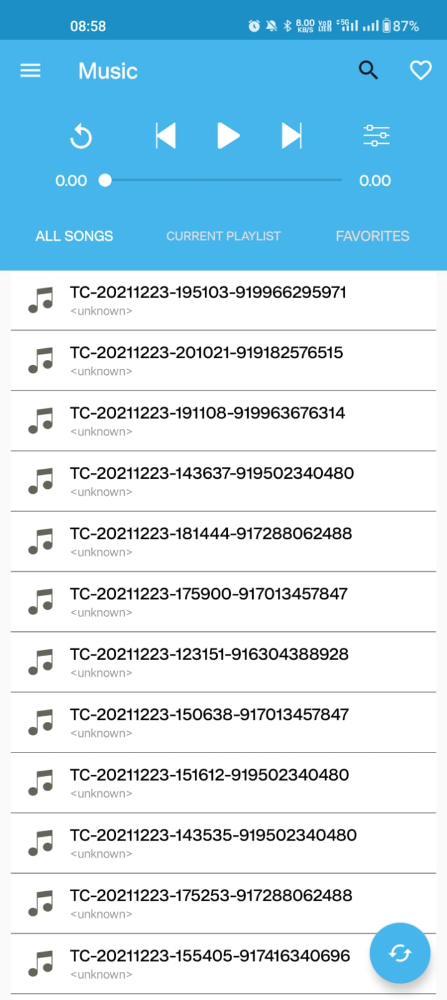 08:58
8.00 KB/S VoD LTE 5G 87%
Music
0.00 0.00
ALL SONGS CURRENT PLAYLIST FAVORITES
TC-20211223-195103-919966295971
<unknown>
TC-20211223-201021-919182576515
<unknown>
TC-20211223-191108-919963676314
<unknown>
TC-20211223-143637-919502340480
<unknown>
TC-20211223-181444-917288062488
<unknown>
TC-20211223-175900-917013457847
<unknown>
TC-20211223-123151-916304388928
<unknown>
TC-20211223-150638-917013457847
<unknown>
TC-20211223-151612-919502340480
<unknown>
TC-20211223-143535-919502340480
<unknown>
TC-20211223-175253-917288062488
<unknown>
TC-20211223-155405-917416340696
<unknown>